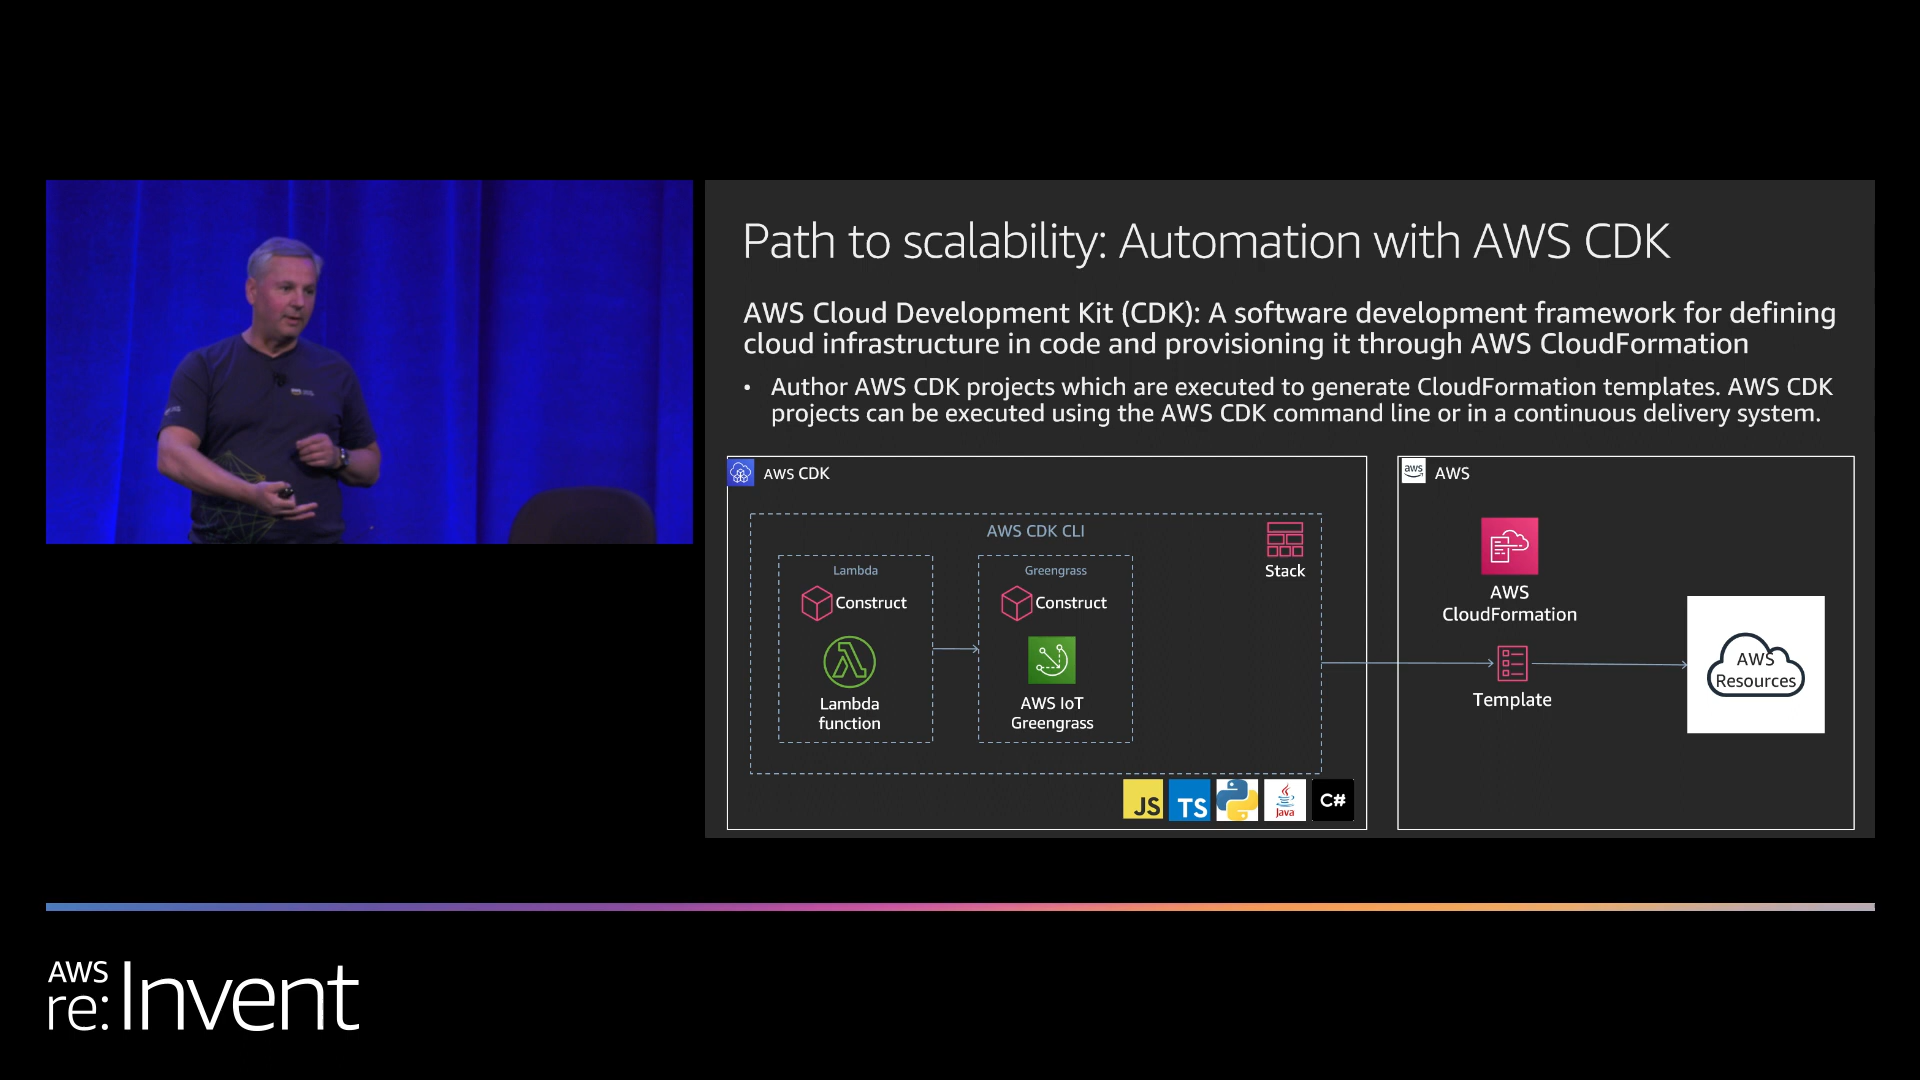 Path to scalability: Automation with AWS CDK
AWS Cloud Development Kit (CDK): A software development framework for defining
cloud infrastructure in code and provisioning it through AWS CloudFormation
• Author AWS CDK projects which are executed to generate CloudFormation templates. AWS CDK
projects can be executed using the AWS CDK command line or in a continuous delivery system.
AWS CDK
AWS CDK CLI
Stack
Lambda
Construct
Lambda
function
Greengrass
Construct
AWS IoT
Greengrass
JS
TS
Java
C#
aws
AWS
AWS
CloudFormation
Template
AWS
Resources
AWS
re:Invent